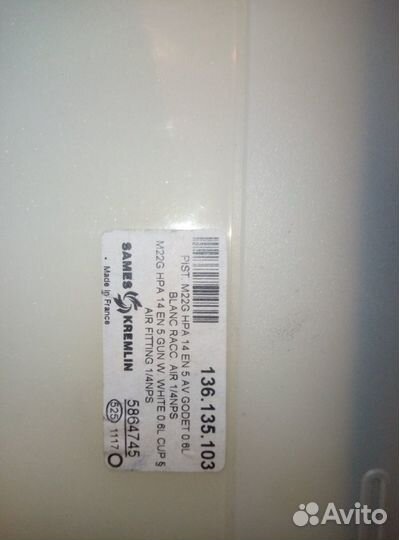 136.135.103
PIST. M22G HPA 14 EN 5 AV GODET 0.6L
BLANC RACC. AIR 1/4NPS
M22G HPA 14 EN 5 GUN W. WHITE 0.6L CUP §
AIR FITTING 1/4NPS
SAMES KREMLIN
Made in France
5864745
525 1117
Avito